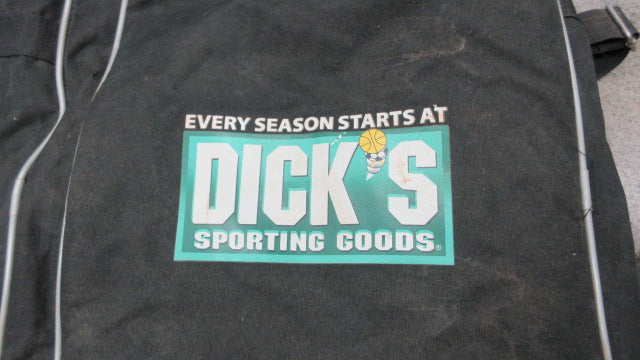 EVERY SEASON STARTS AT
DICK'S
SPORTING GOODS®